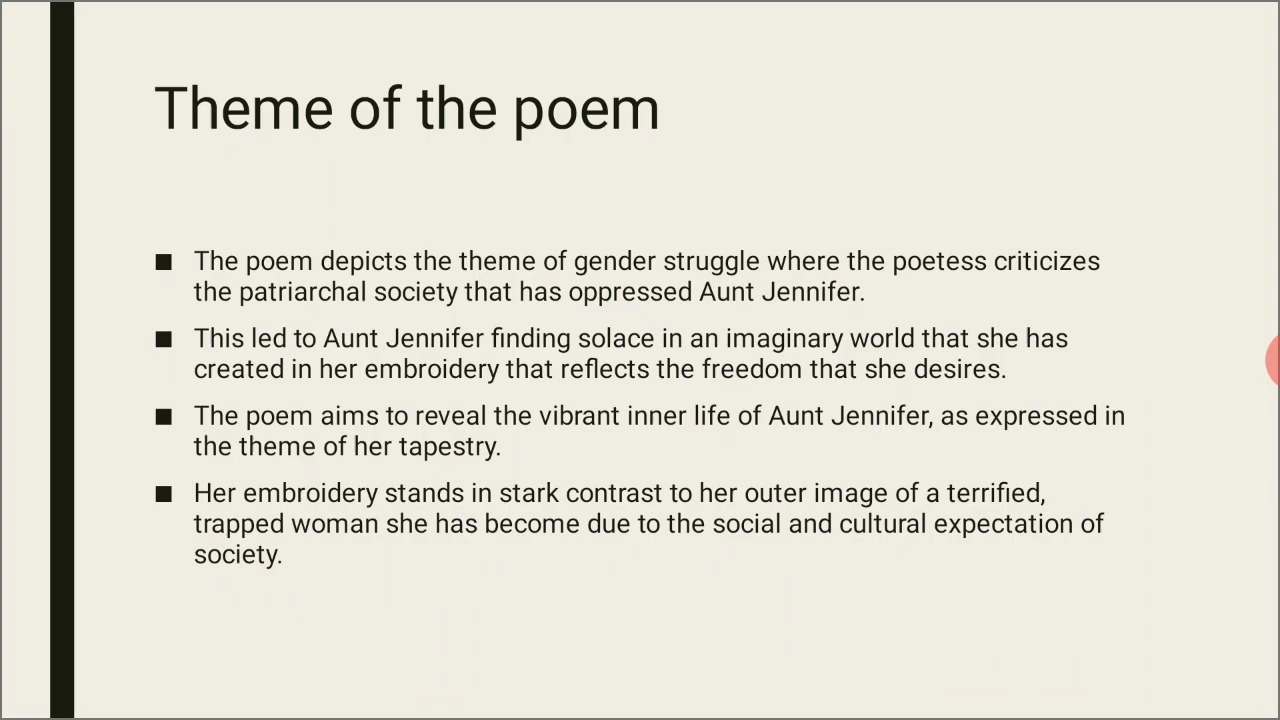 Theme of the poem
■ The poem depicts the theme of gender struggle where the poetess criticizes
the patriarchal society that has oppressed Aunt Jennifer.
■ This led to Aunt Jennifer finding solace in an imaginary world that she has
created in her embroidery that reflects the freedom that she desires.
■ The poem aims to reveal the vibrant inner life of Aunt Jennifer, as expressed in
the theme of her tapestry.
■ Her embroidery stands in stark contrast to her outer image of a terrified,
trapped woman she has become due to the social and cultural expectation of
society.